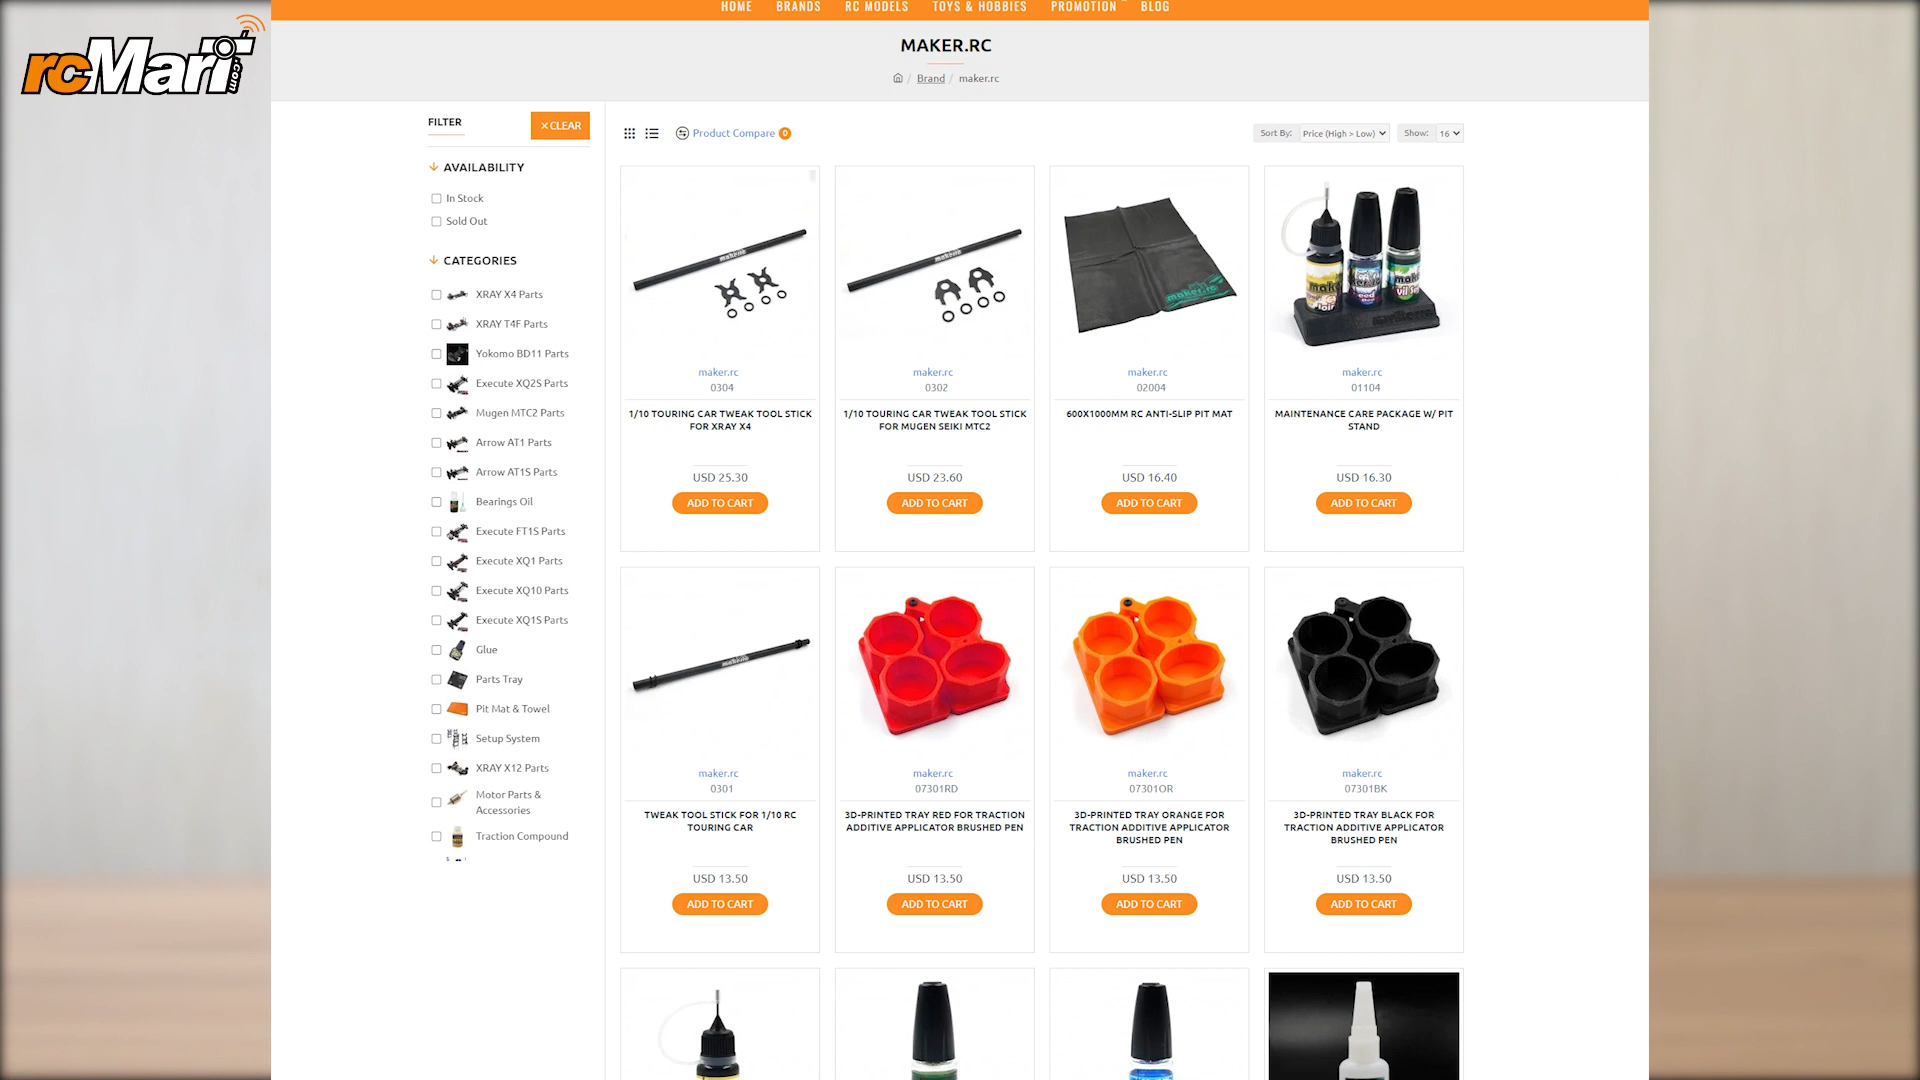 HOME BRANDS RC MODELS TOYS & HOBBIES PROMOTION BLOG
rcMart.com
MAKER.RC
/ Brand / maker.rc
FILTER
CLEAR
AVAILABILITY
In Stock
Sold Out
CATEGORIES
XRAY X4 Parts
XRAY T4F Parts
Yokomo BD11 Parts
Execute XQ2S Parts
Mugen MTC2 Parts
Arrow AT1 Parts
Arrow AT1S Parts
Bearings Oil
Execute FT1S Parts
Execute XQ1 Parts
Execute XQ10 Parts
Execute XQ1S Parts
Glue
Parts Tray
Pit Mat & Towel
Setup System
XRAY X12 Parts
Motor Parts &
Accessories
Traction Compound
Product Compare 0
Sort By: Price (High > Low)
Show: 16
maker.rc
0304
1/10 TOURING CAR TWEAK TOOL STICK
FOR XRAY X4
USD 25.30
ADD TO CART
maker.rc
0302
1/10 TOURING CAR TWEAK TOOL STICK
FOR MUGEN SEIKI MTC2
USD 23.60
ADD TO CART
maker.rc
maker.rc
02004
600X1000MM RC ANTI-SLIP PIT MAT
USD 16.40
ADD TO CART
maker.rc
01104
MAINTENANCE CARE PACKAGE W/ PIT
STAND
USD 16.30
ADD TO CART
maker.rc
0301
TWEAK TOOL STICK FOR 1/10 RC
TOURING CAR
USD 13.50
ADD TO CART
maker.rc
07301RD
3D-PRINTED TRAY RED FOR TRACTION
ADDITIVE APPLICATOR BRUSHED PEN
USD 13.50
ADD TO CART
maker.rc
07301OR
3D-PRINTED TRAY ORANGE FOR
TRACTION ADDITIVE APPLICATOR
BRUSHED PEN
USD 13.50
ADD TO CART
maker.rc
07301BK
3D-PRINTED TRAY BLACK FOR
TRACTION ADDITIVE APPLICATOR
BRUSHED PEN
USD 13.50
ADD TO CART